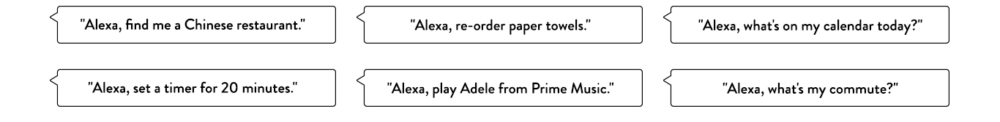 "Alexa, find me a Chinese restaurant."
"Alexa, re-order paper towels."
"Alexa, what's on my calendar today?"
"Alexa, set a timer for 20 minutes."
"Alexa, play Adele from Prime Music."
"Alexa, what's my commute?"